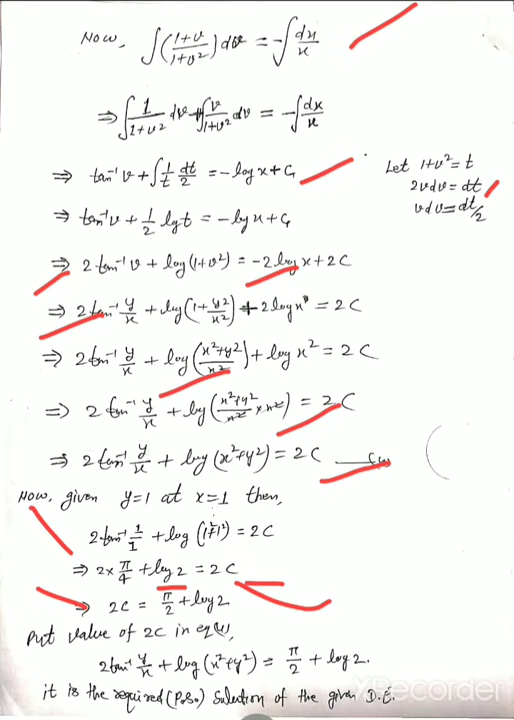 Now, ∫((1+v)/(1+v²))dv = -∫dx/x
⇒ ∫1/(1+v²) dv + ∫v/(1+v²) dv = -∫dx/x
⇒ tan⁻¹ v + ∫1/t dt/2 = -log x + C₁
Let 1+v² = t
2v dv = dt
v dv = dt/2
⇒ tan⁻¹v + 1/2 log t = -log x + C₁
⇒ 2 tan⁻¹ v + log(1+v²) = -2 log x + 2C
⇒ 2 tan⁻¹ y/x + log(1+y²/x²) + 2 log x = 2C
⇒ 2 tan⁻¹ y/x + log((x²+y²)/x²) + log x² = 2C
⇒ 2 tan⁻¹ y/x + log((x²+y²)/x² × x²) = 2C
⇒ 2 tan⁻¹ y/x + log(x²+y²) = 2C
Now, given y=1 at x=1 then,
2 tan⁻¹ 1/1 + log(1²+1²) = 2C
⇒ 2 x π/4 + log 2 = 2C
⇒ 2C = π/2 + log 2
Put value of 2C in eqⁿ(i),
2 tan⁻¹ y/x + log(x²+y²) = π/2 + log 2.
it is the required (P.S.) Solution of the given D.E.
XRecorder